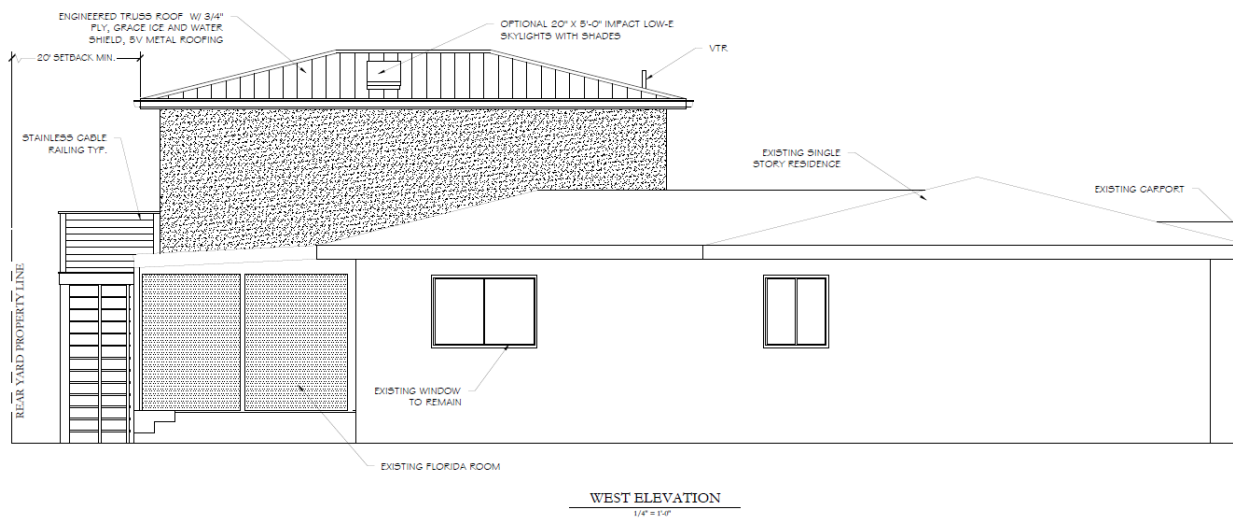 ENGINEERED TRUSS ROOF W/ 3/4"
PLY, GRACE ICE AND WATER
SHIELD, 5V METAL ROOFING
OPTIONAL 20" X 5'-0" IMPACT LOW-E
SKYLIGHTS WITH SHADES
VTR
20' SETBACK MIN.
STAINLESS CABLE
RAILING TYP.
EXISTING SINGLE
STORY RESIDENCE
EXISTING CARPORT
REAR YARD PROPERTY LINE
EXISTING WINDOW
TO REMAIN
EXISTING FLORIDA ROOM
WEST ELEVATION
1/4" = 1'-0"